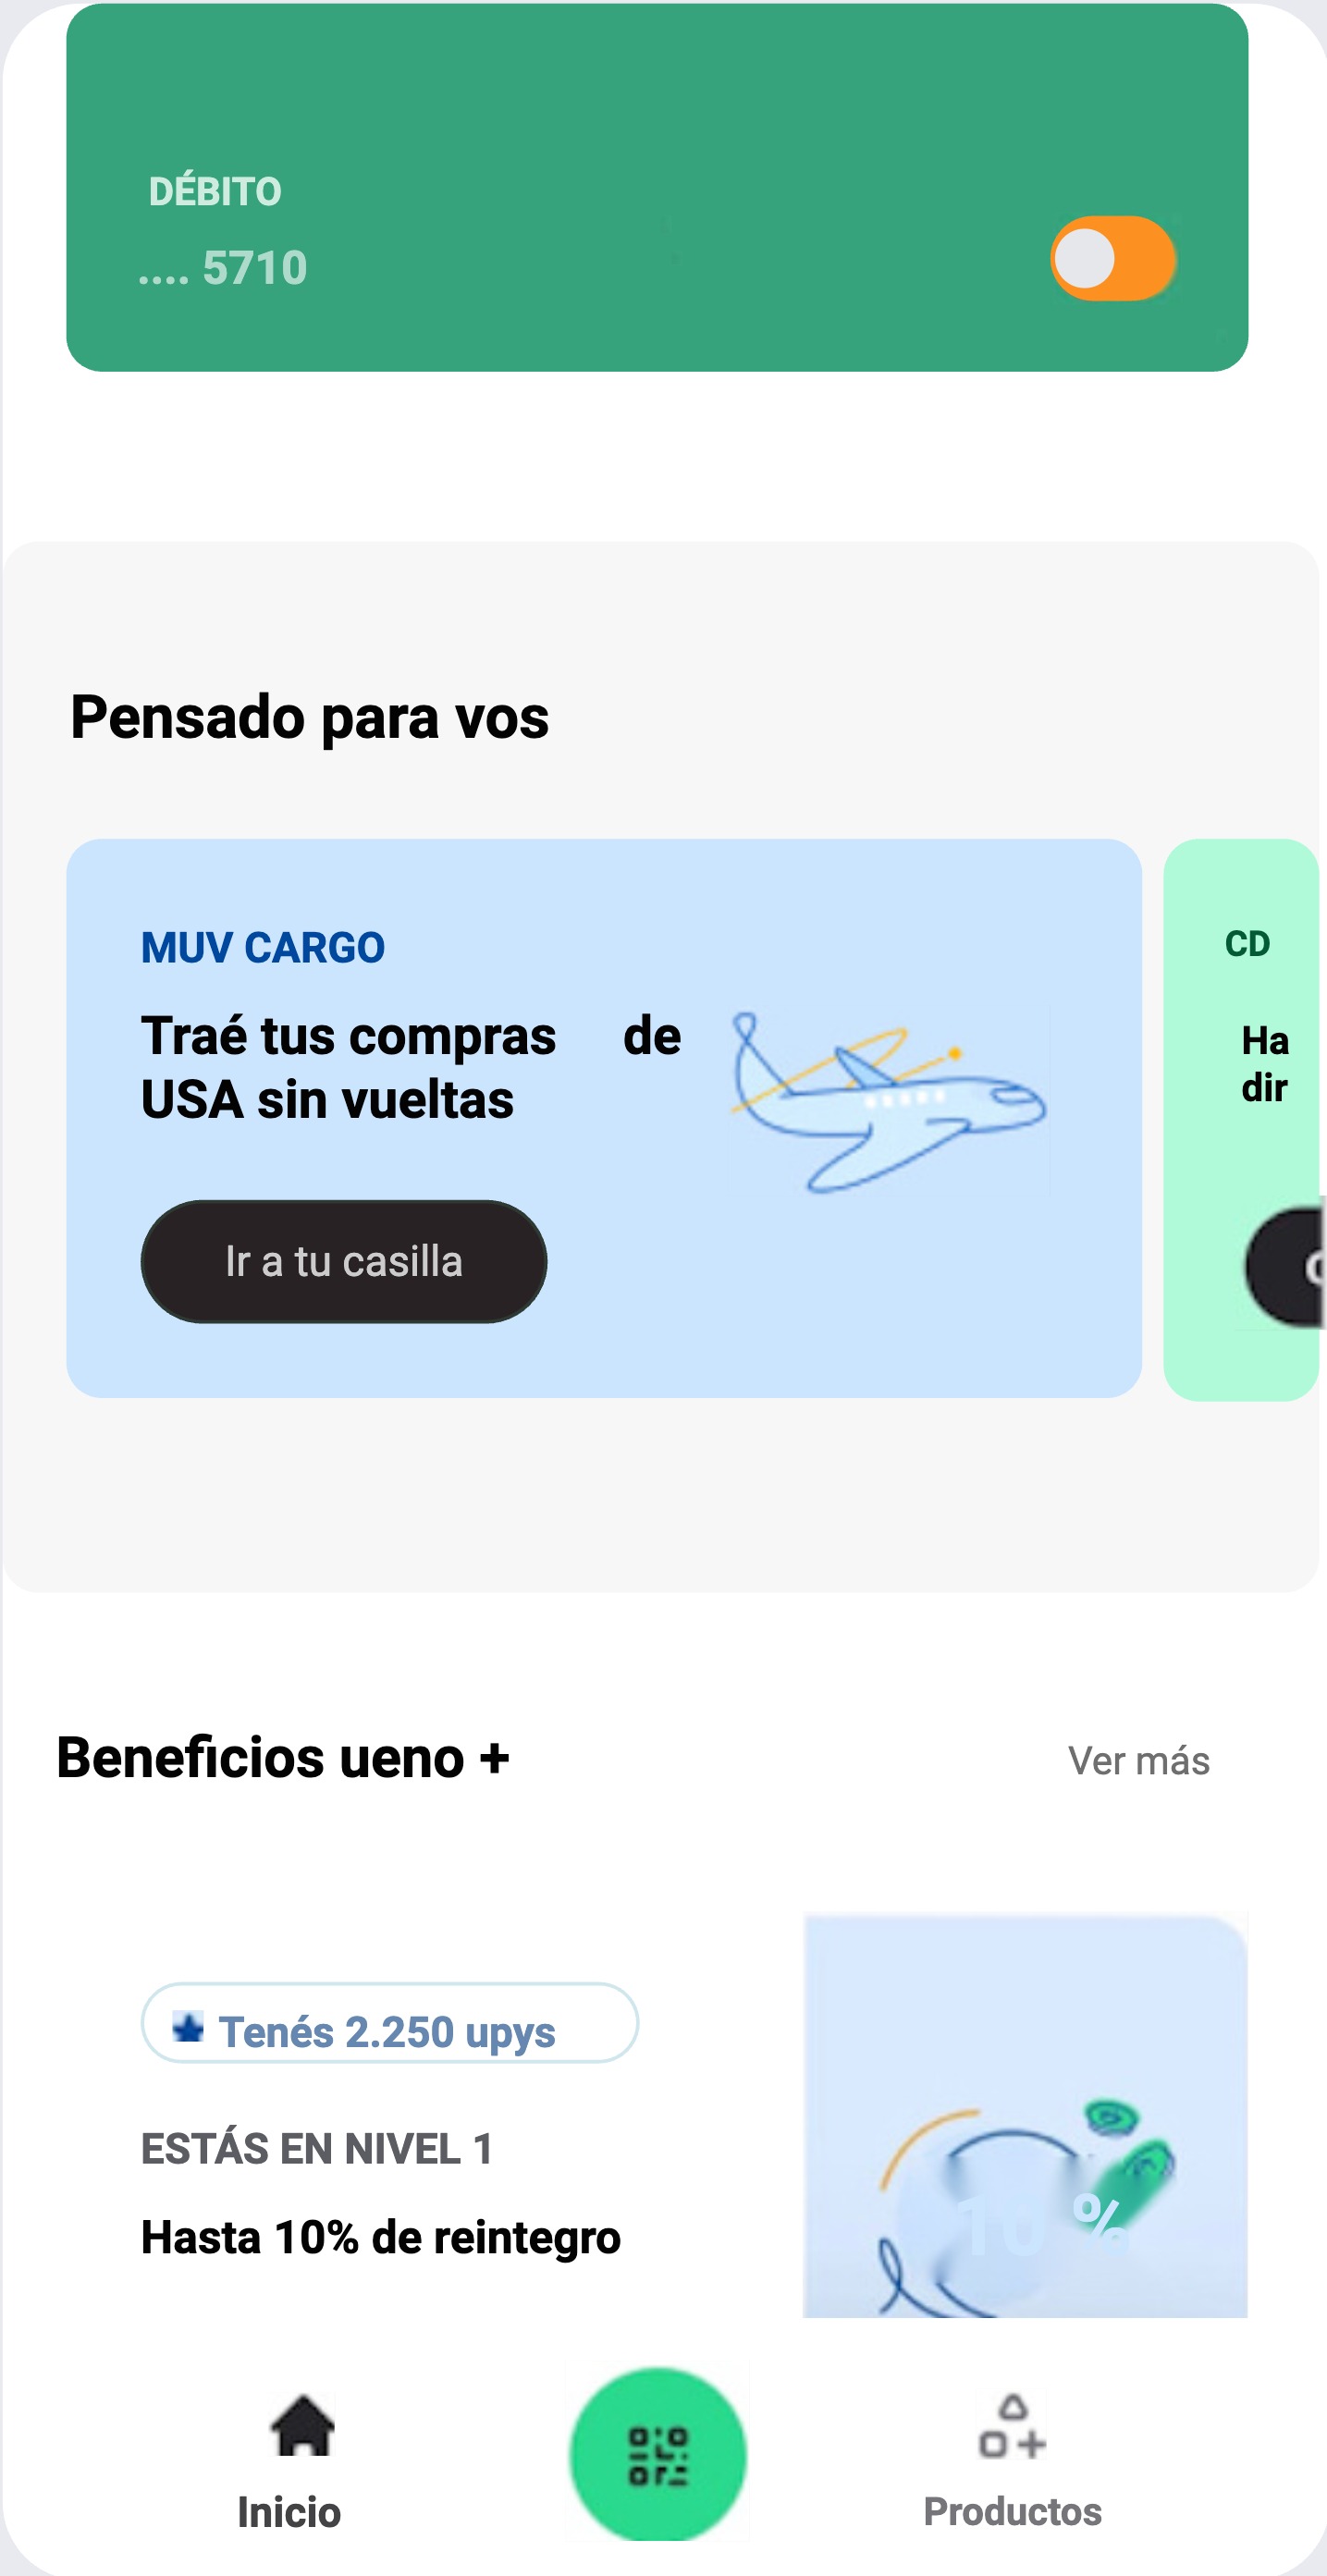 DÉBITO
.... 5710
Pensado para vos
MUV CARGO
Traé tus compras de
USA sin vueltas
Ir a tu casilla
CD
Ha
dir
Beneficios ueno +
Ver más
Tenés 2.250 upys
ESTÁS EN NIVEL 1
Hasta 10% de reintegro
10 %
Inicio
Productos